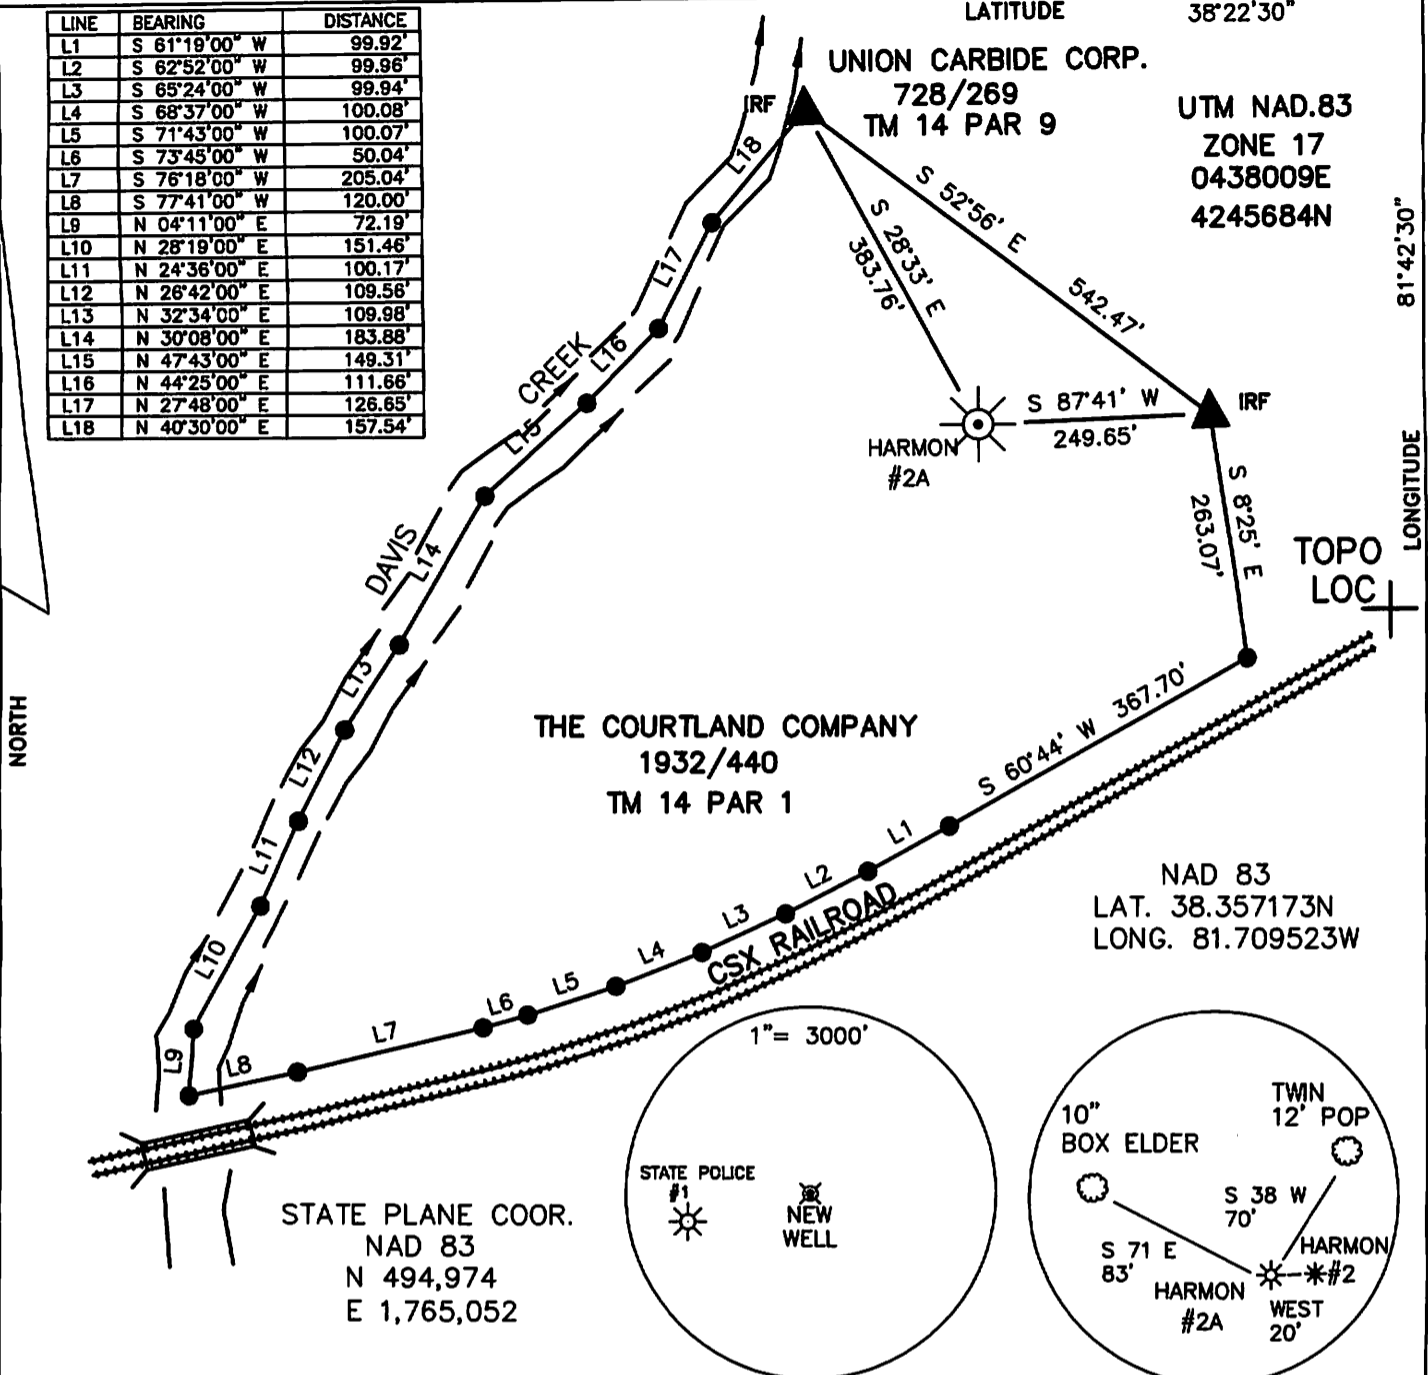 LINE BEARING DISTANCE
L1 S 61°19'00" W 99.92'
L2 S 62°52'00" W 99.96'
L3 S 65°24'00" W 99.94'
L4 S 68°37'00" W 100.08'
L5 S 71°43'00" W 100.07'
L6 S 73°45'00" W 50.04'
L7 S 76°18'00" W 205.04'
L8 S 77°41'00" W 120.00'
L9 N 04°11'00" E 72.19'
L10 N 28°19'00" E 151.46'
L11 N 24°36'00" E 100.17'
L12 N 26°42'00" E 109.56'
L13 N 32°34'00" E 109.98'
L14 N 30°08'00" E 183.88'
L15 N 47°43'00" E 149.31'
L16 N 44°25'00" E 111.66'
L17 N 27°48'00" E 126.65'
L18 N 40°30'00" E 157.54'
LATITUDE 38°22'30"
UNION CARBIDE CORP.
728/269
TM 14 PAR 9
IRF
UTM NAD.83
ZONE 17
0438009E
4245684N
81°42'30"
LONGITUDE
L18
L17
L16
L15
L14
L13
L12
L11
L10
L9
DAVIS CREEK
S 52°56' E 542.47'
S 28°33' E
383.76'
S 87°41' W
249.65'
IRF
HARMON
#2A
S 8°25' E
263.07'
TOPO
LOC
NORTH
THE COURTLAND COMPANY
1932/440
TM 14 PAR 1
S 60°44' W 367.70'
L1
L2
L3
L4
L5
L6
L7
L8
CSX RAILROAD
NAD 83
LAT. 38.357173N
LONG. 81.709523W
STATE PLANE COOR.
NAD 83
N 494,974
E 1,765,052
1"= 3000'
STATE POLICE
#1
NEW
WELL
10"
BOX ELDER
TWIN
12' POP
S 38 W
70'
S 71 E
83'
HARMON
#2
HARMON
#2A
WEST
20'